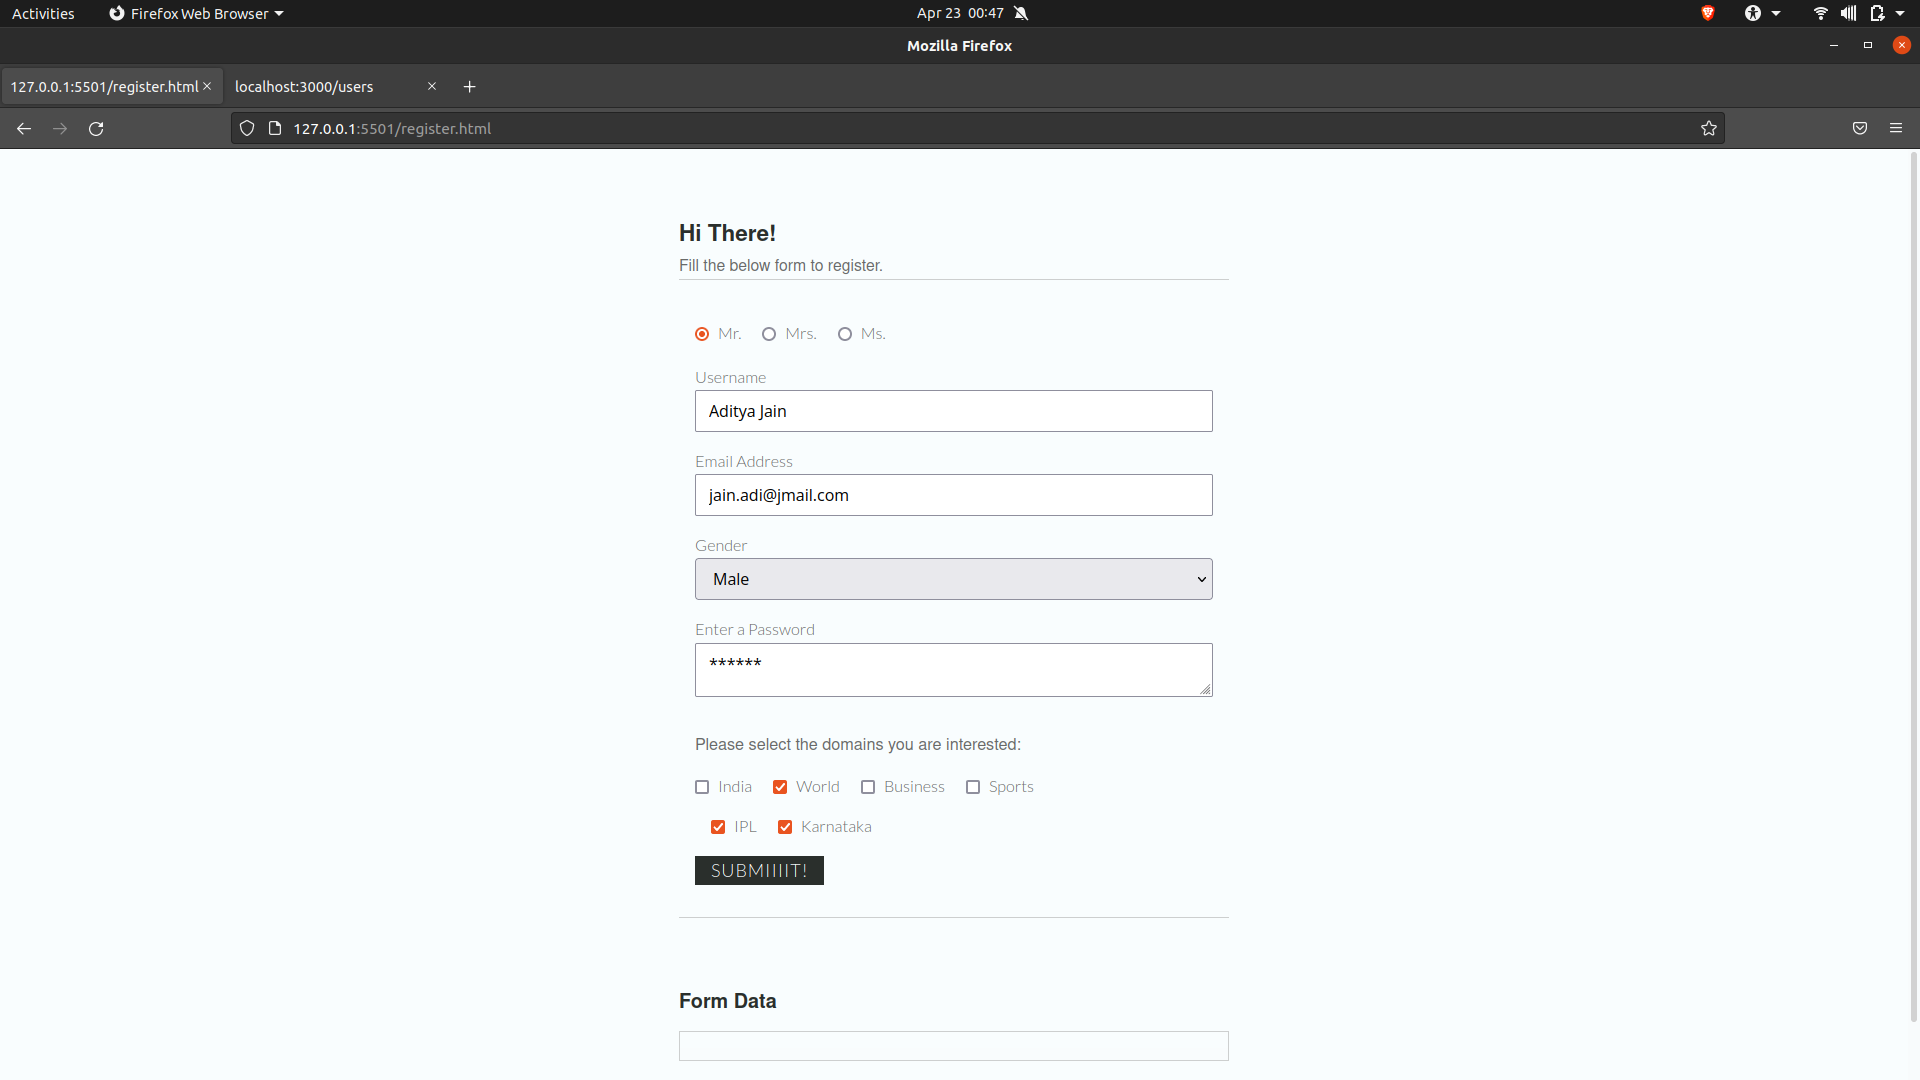 Activities Firefox Web Browser Apr 23 00:47
Mozilla Firefox
127.0.0.1:5501/register.html localhost:3000/users
127.0.0.1:5501/register.html
Hi There!
Fill the below form to register.
Mr. Mrs. Ms.
Username
Aditya Jain
Email Address
jain.adi@jmail.com
Gender
Male
Enter a Password
******
Please select the domains you are interested:
India World Business Sports
IPL Karnataka
SUBMIIIIT!
Form Data